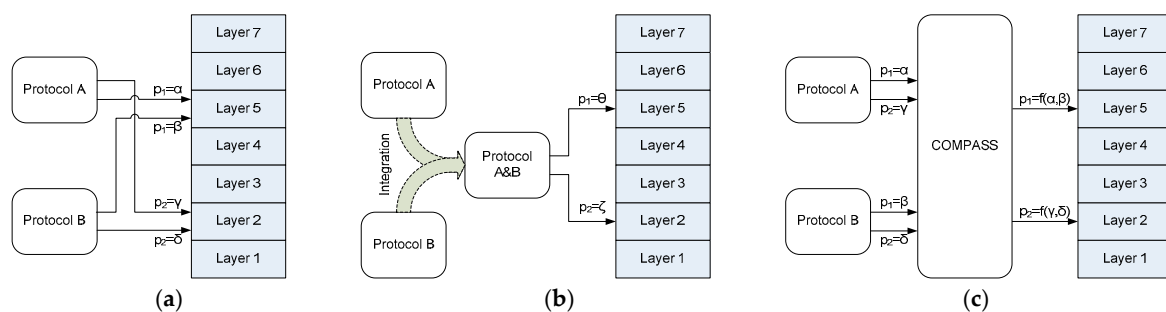 Protocol A
Protocol B
p₁=α
p₁=β
p₂=γ
p₂=δ
Layer 7
Layer 6
Layer 5
Layer 4
Layer 3
Layer 2
Layer 1
(a)
Protocol A
Integration
Protocol B
Protocol
A&B
p₁=θ
p₂=ζ
Layer 7
Layer 6
Layer 5
Layer 4
Layer 3
Layer 2
Layer 1
(b)
Protocol A
p₁=α
p₂=γ
Protocol B
p₁=β
p₂=δ
COMPASS
p₁=f(α,β)
p₂=f(γ,δ)
Layer 7
Layer 6
Layer 5
Layer 4
Layer 3
Layer 2
Layer 1
(c)